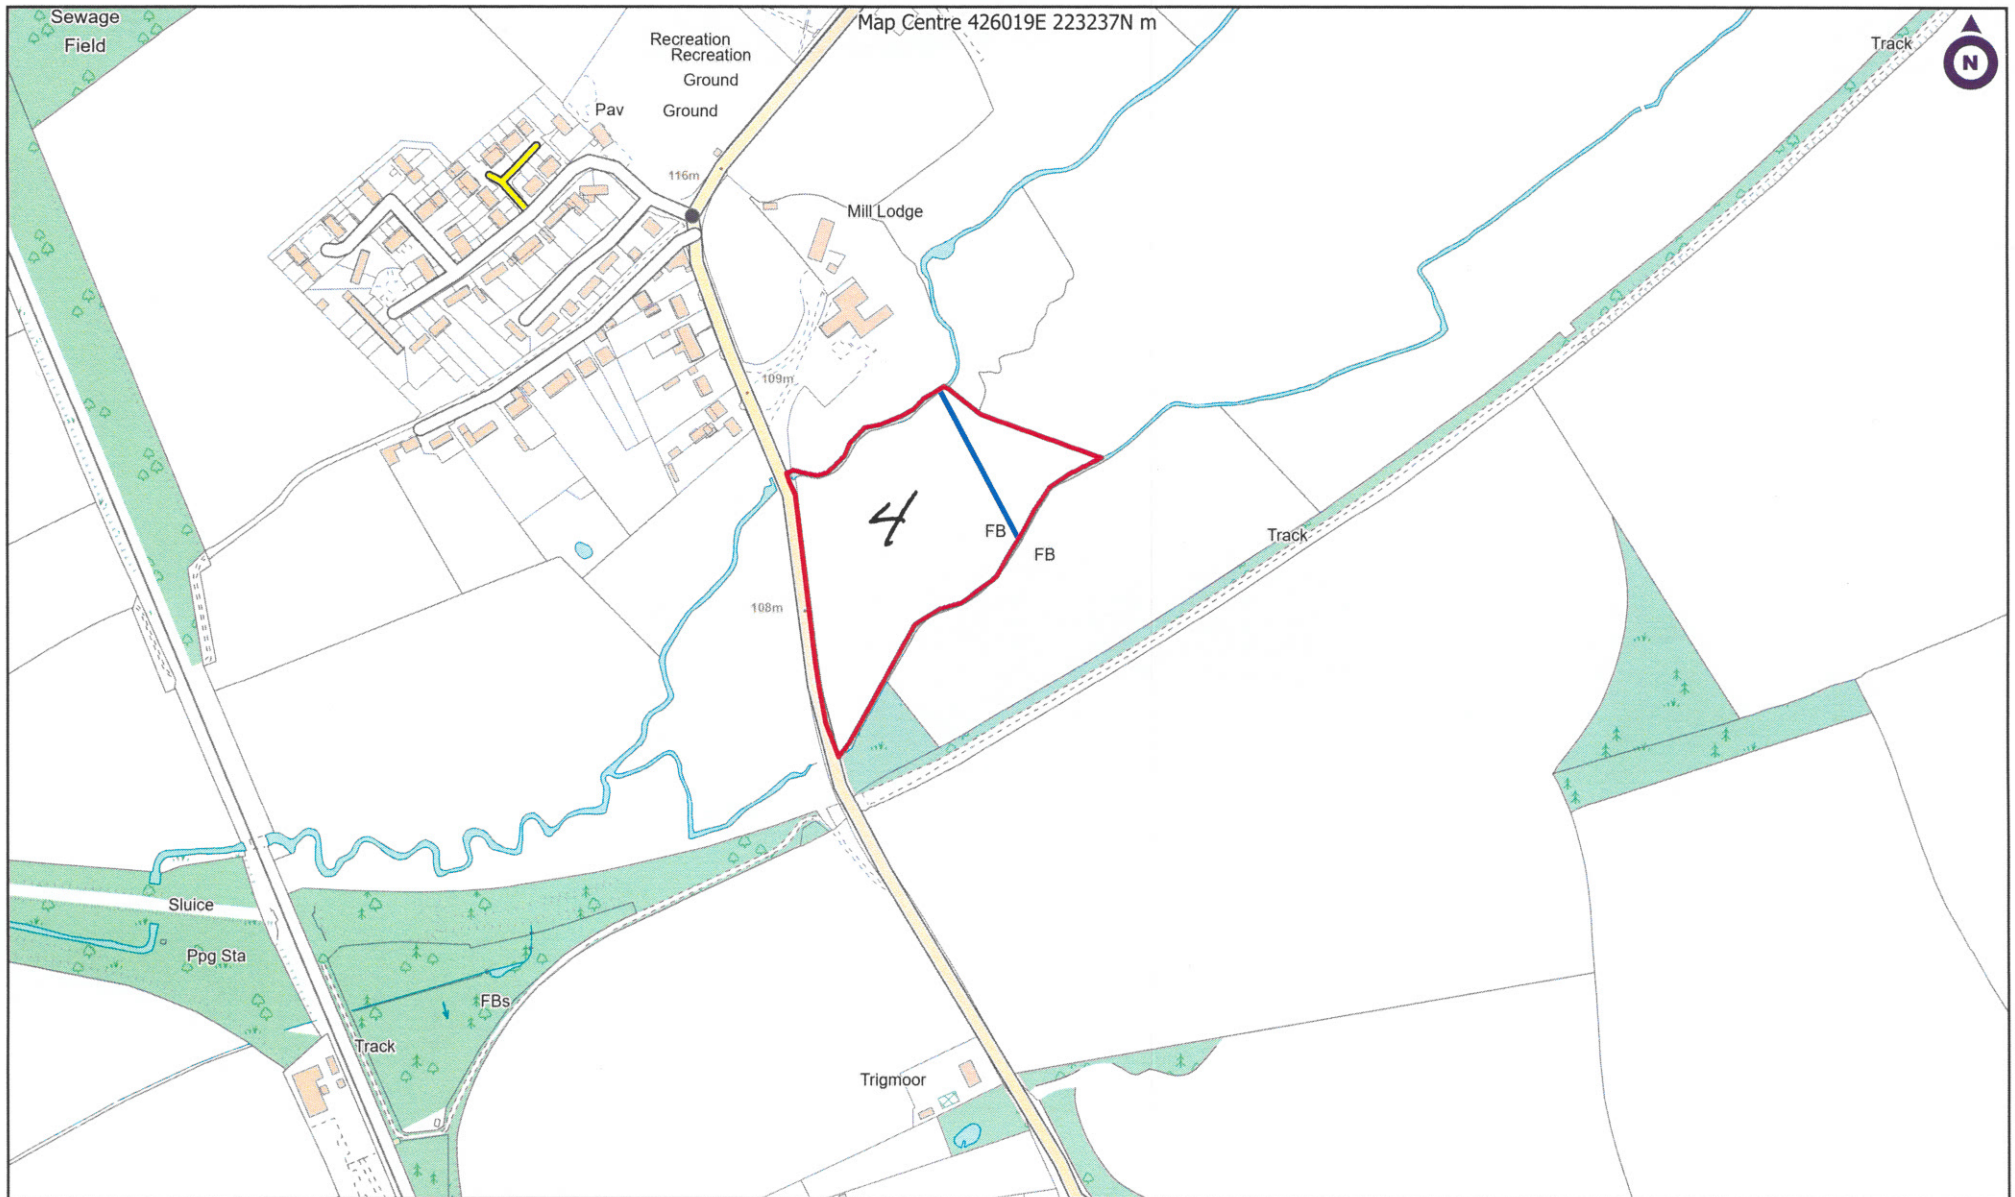 Map Centre 426019E 223237N m
Sewage
Field
Recreation
Recreation
Ground
Ground
Pav
Track
N
116m
Mill Lodge
109m
4
FB
FB
Track
108m
Sluice
Ppg Sta
FBs
Track
Trigmoor